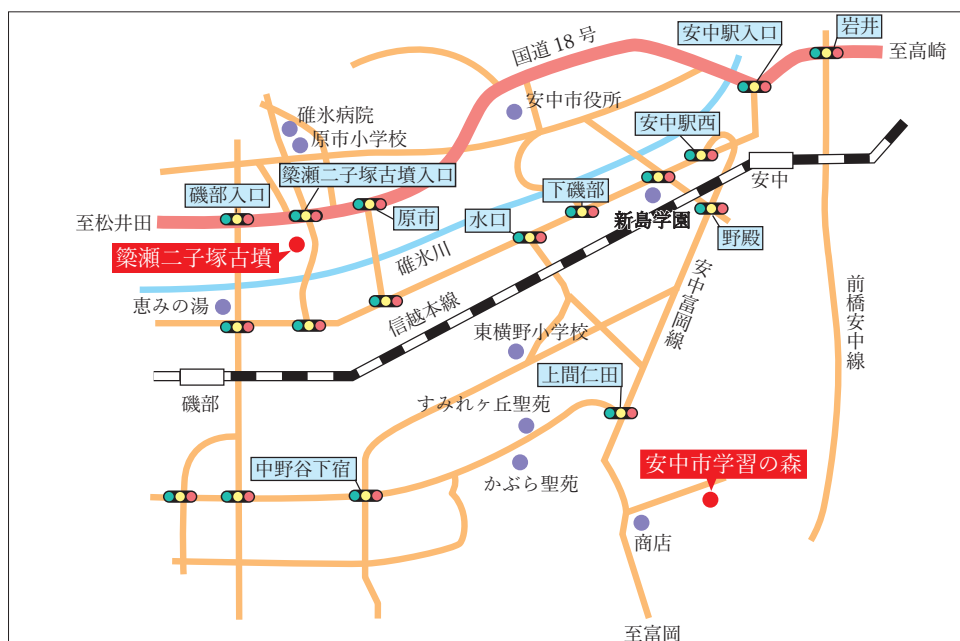 岩井
安中駅入口
国道 18 号
至高崎
安中市役所
碓氷病院
原市小学校
安中駅西
簗瀬二子塚古墳入口
安中
磯部入口
下磯部
至松井田
原市
水口
新島学園
野殿
簗瀬二子塚古墳
碓氷川
安中富岡線
前橋安中線
恵みの湯
信越本線
東横野小学校
磯部
上間仁田
すみれヶ丘聖苑
中野谷下宿
安中市学習の森
かぶら聖苑
商店
至富岡